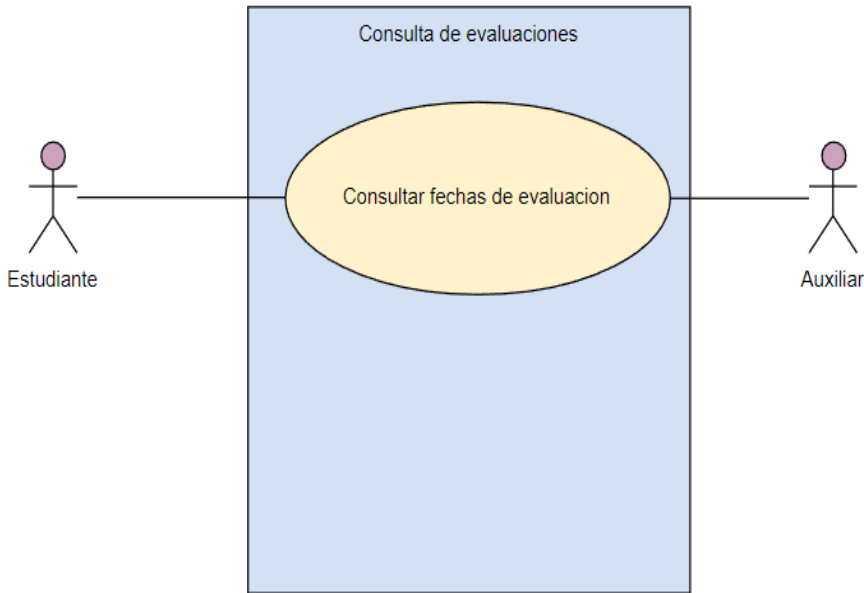 Consulta de evaluaciones
Consultar fechas de evaluacion
Estudiante
Auxiliar